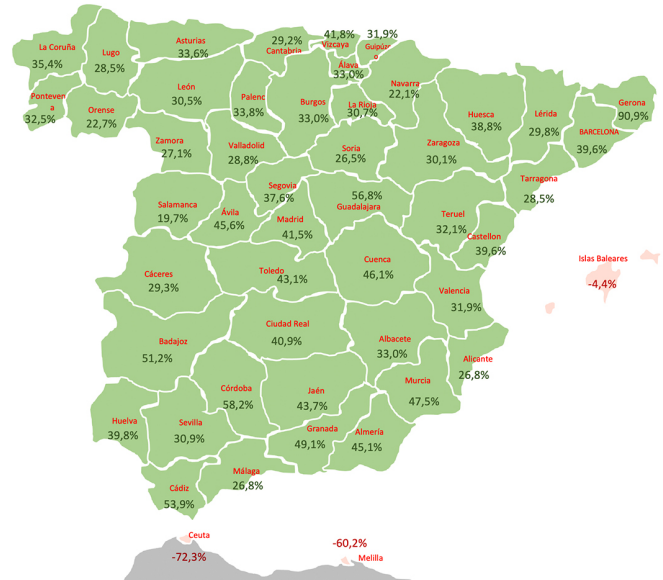 La Coruña
35,4%
Lugo
28,5%
Asturias
33,6%
29,2%
Cantabria
41,8%
Vizcaya
31,9%
Guipúzc
o
Álava
33,0%
Navarra
22,1%
Ponteve
a
32,5%
Orense
22,7%
León
30,5%
Palenc
33,8%
Burgos
33,0%
La Rioja
30,7%
Huesca
38,8%
Lérida
29,8%
Gerona
90,9%
BARCELONA
39,6%
Zamora
27,1%
Valladolid
28,8%
Soria
26,5%
Zaragoza
30,1%
Tarragona
28,5%
Salamanca
19,7%
Ávila
45,6%
Segovia
37,6%
Madrid
41,5%
56,8%
Guadalajara
Teruel
32,1%
Castellon
39,6%
Islas Baleares
-4,4%
Cáceres
29,3%
Toledo
43,1%
Cuenca
46,1%
Valencia
31,9%
Badajoz
51,2%
Ciudad Real
40,9%
Albacete
33,0%
Alicante
26,8%
Córdoba
58,2%
Jaén
43,7%
Murcia
47,5%
Huelva
39,8%
Sevilla
30,9%
Granada
49,1%
Almería
45,1%
Cádiz
53,9%
Málaga
26,8%
Ceuta
-72,3%
-60,2%
Melilla